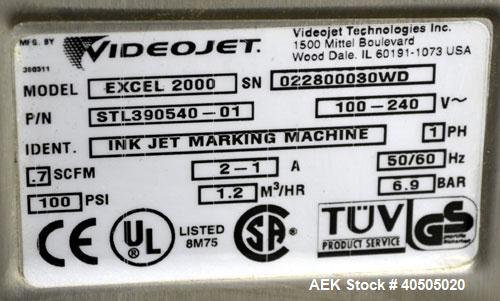 MFG. BY
VIDEOJET.
Videojet Technologies Inc.
1500 Mittel Boulevard
Wood Dale, IL 60191-1073 USA
360311
MODEL EXCEL 2000 SN 022800030WD
P/N STL390540-01 100-240 V~
IDENT. INK JET MARKING MACHINE 1 PH
.7 SCFM 2-1 A 50/60 Hz
100 PSI 1.2 M³/HR 6.9 BAR
CE UL LISTED 8M75 SA TÜV PRODUCT SERVICE GS
AEK Stock # 40505020